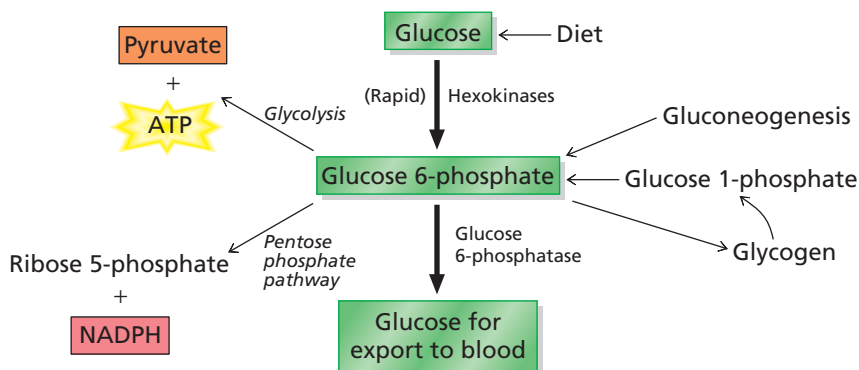 Glucose
Diet
Pyruvate
+
ATP
Glycolysis
(Rapid)
Hexokinases
Gluconeogenesis
Glucose 6-phosphate
Glucose 1-phosphate
Glycogen
Ribose 5-phosphate
+
NADPH
Pentose
phosphate
pathway
Glucose
6-phosphatase
Glucose for
export to blood